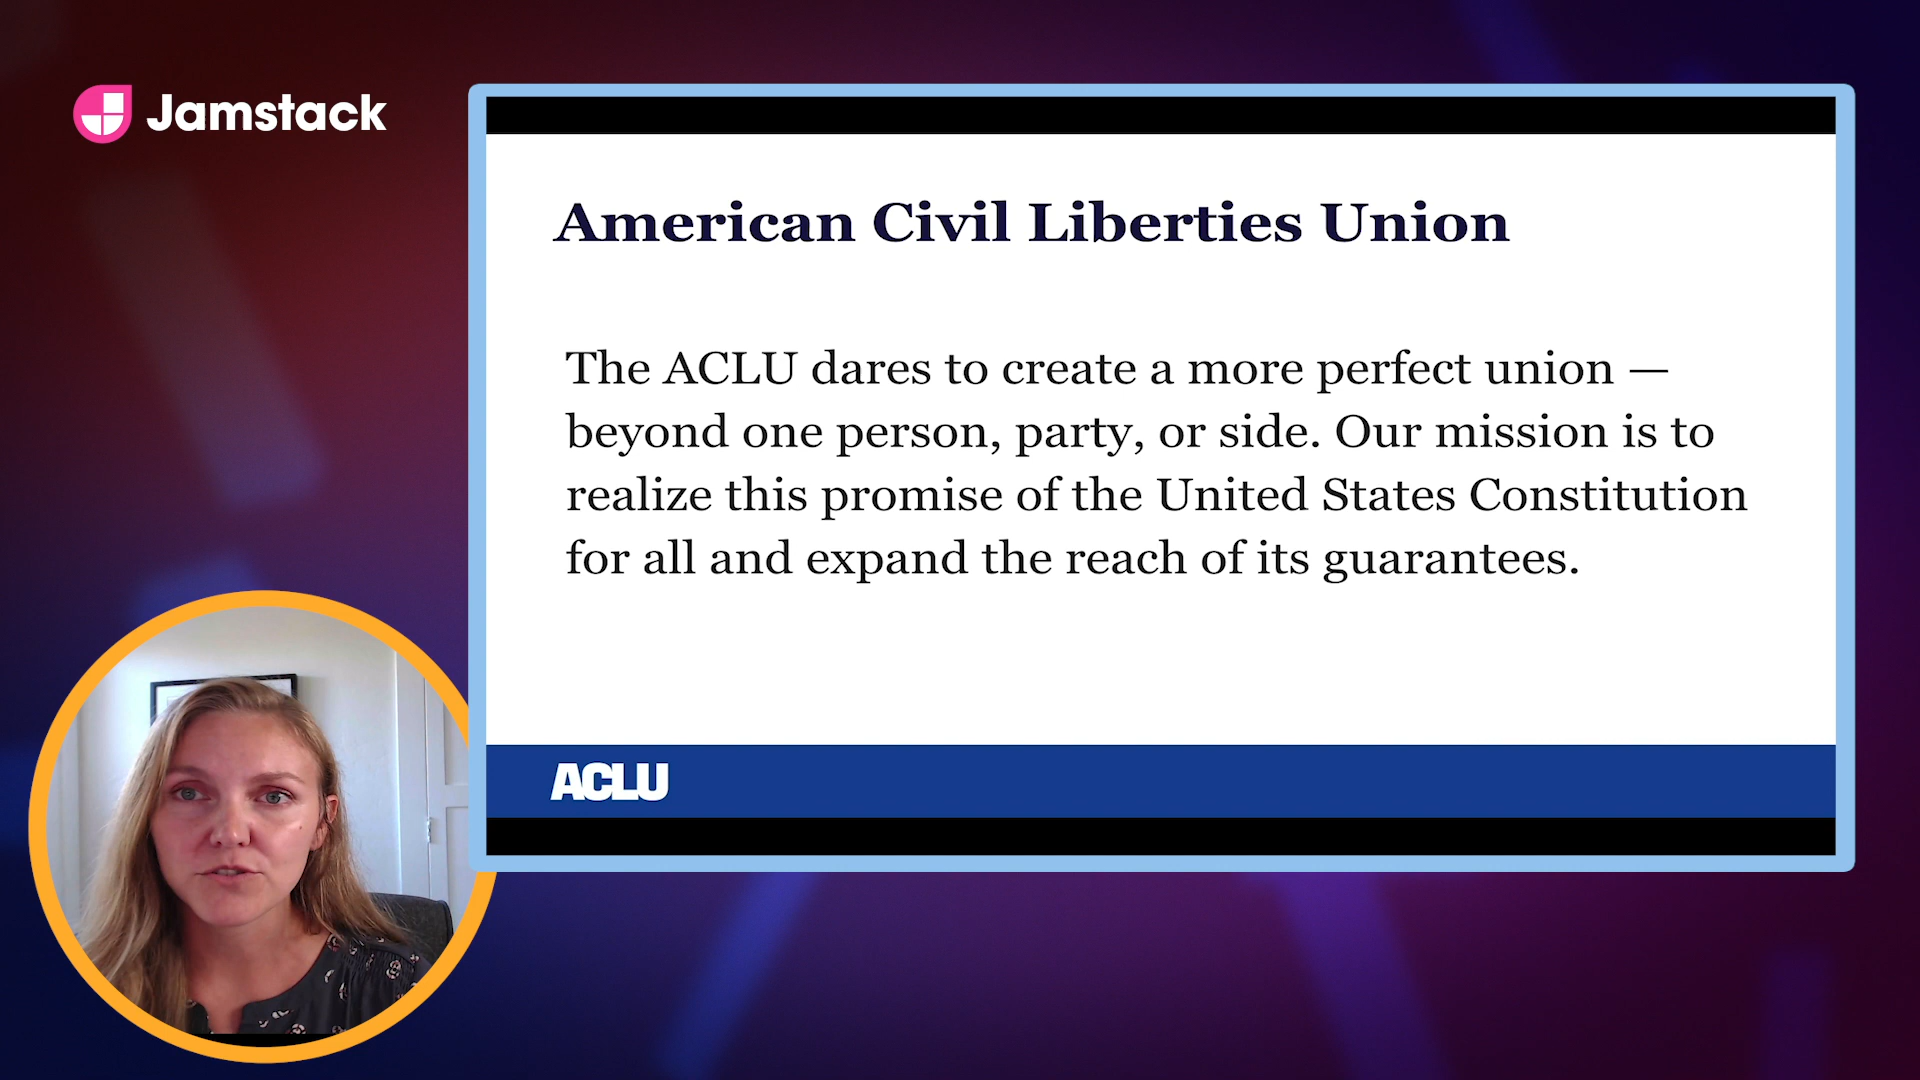 Jamstack
American Civil Liberties Union
The ACLU dares to create a more perfect union —
beyond one person, party, or side. Our mission is to
realize this promise of the United States Constitution
for all and expand the reach of its guarantees.
ACLU